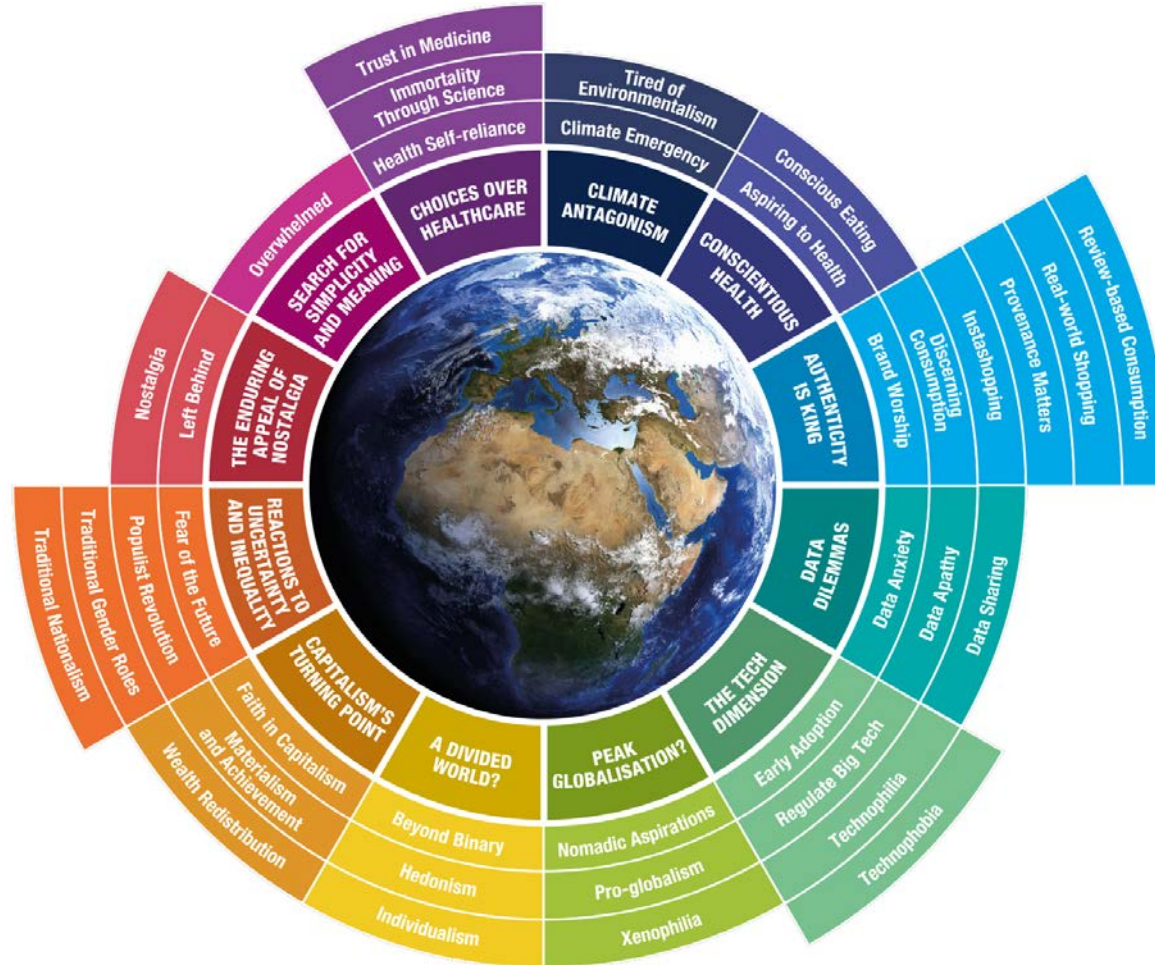 Trust in Medicine
Immortality
Through Science
Health Self-reliance
CHOICES OVER
HEALTHCARE
Tired of
Environmentalism
Climate Emergency
CLIMATE
ANTAGONISM
Conscious Eating
Aspiring to Health
CONSCIENTIOUS
HEALTH
AUTHENTICITY
IS KING
Brand Worship
Discerning
Consumption
Instashopping
Provenance Matters
Real-world Shopping
Review-based Consumption
DATA
DILEMMAS
Data Anxiety
Data Apathy
Data Sharing
THE TECH
DIMENSION
Early Adoption
Regulate Big Tech
Technophilia
Technophobia
PEAK
GLOBALISATION?
Nomadic Aspirations
Pro-globalism
Xenophilia
A DIVIDED
WORLD?
Beyond Binary
Hedonism
Individualism
CAPITALISM'S
TURNING POINT
Faith in Capitalism
Materialism
and Achievement
Wealth Redistribution
REACTIONS TO
UNCERTAINTY
AND INEQUALITY
Fear of the Future
Populist Revolution
Traditional Gender Roles
Traditional Nationalism
THE ENDURING
APPEAL OF
NOSTALGIA
Left Behind
Nostalgia
SEARCH FOR
SIMPLICITY
AND MEANING
Overwhelmed